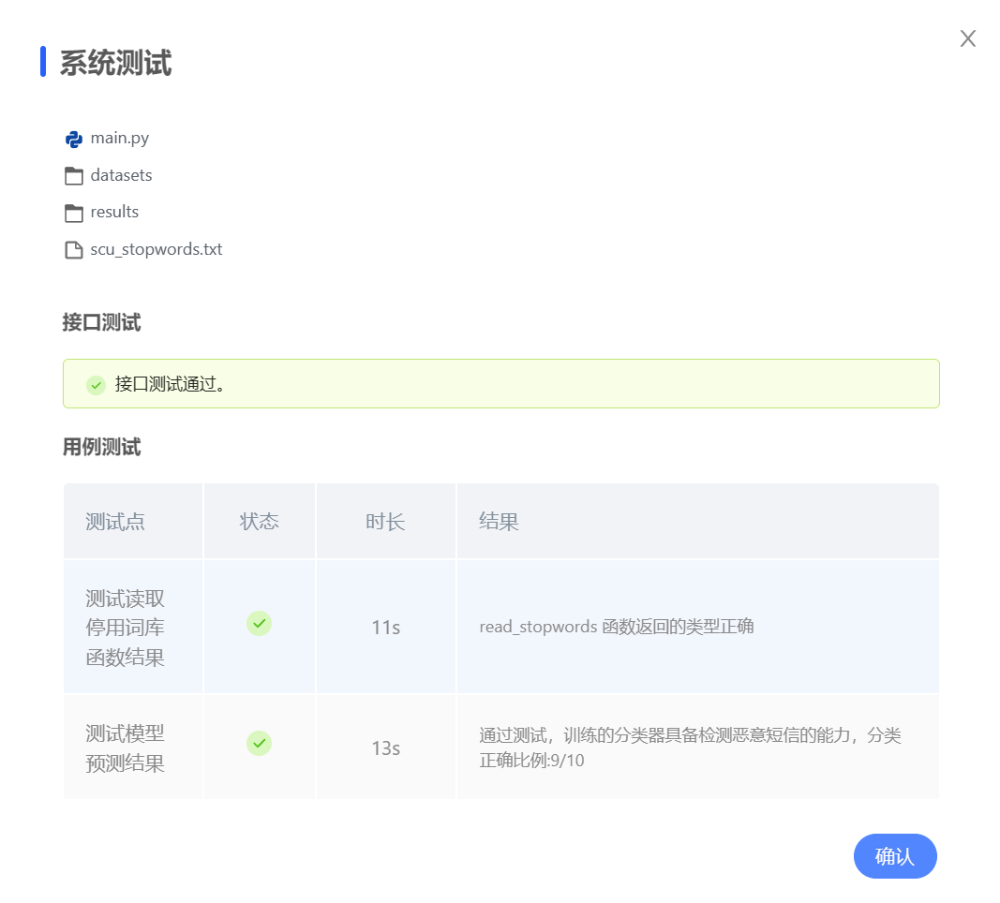 系统测试
main.py
datasets
results
scu_stopwords.txt
接口测试
接口测试通过。
用例测试
测试点 状态 时长 结果
测试读取
停用词库
函数结果
11s
read_stopwords 函数返回的类型正确
测试模型
预测结果
13s
通过测试，训练的分类器具备检测恶意短信的能力，分类
正确比例:9/10
确认